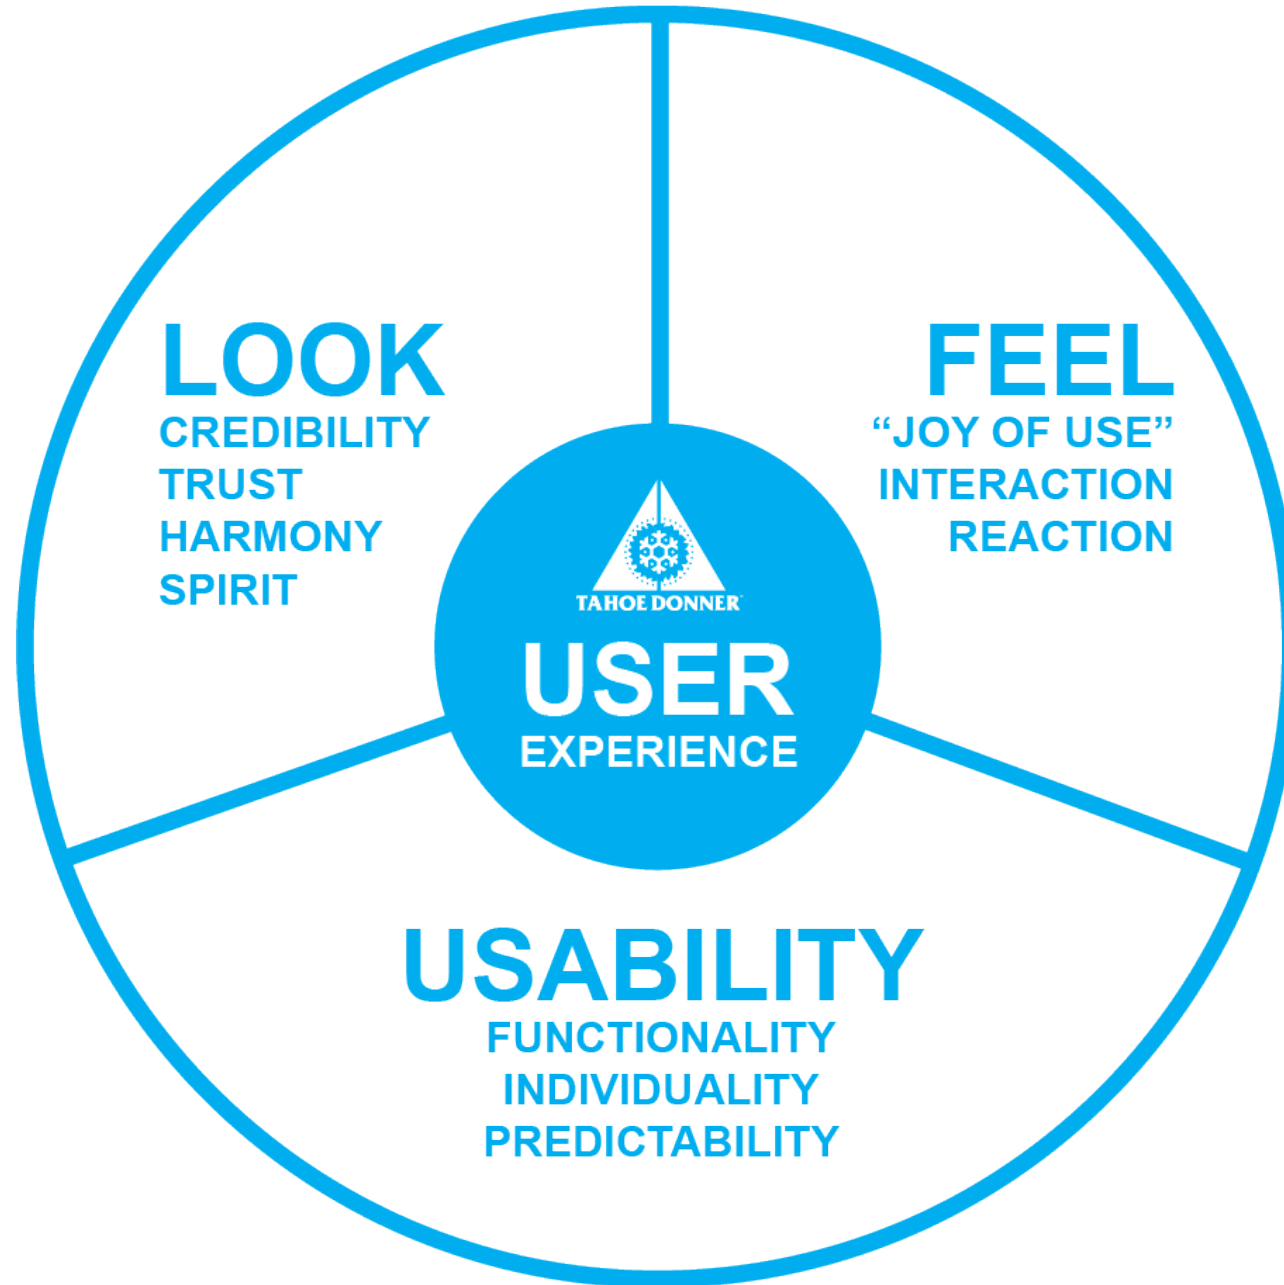 LOOK
CREDIBILITY
TRUST
HARMONY
SPIRIT
FEEL
“JOY OF USE”
INTERACTION
REACTION
TAHOE DONNER
USER
EXPERIENCE
USABILITY
FUNCTIONALITY
INDIVIDUALITY
PREDICTABILITY